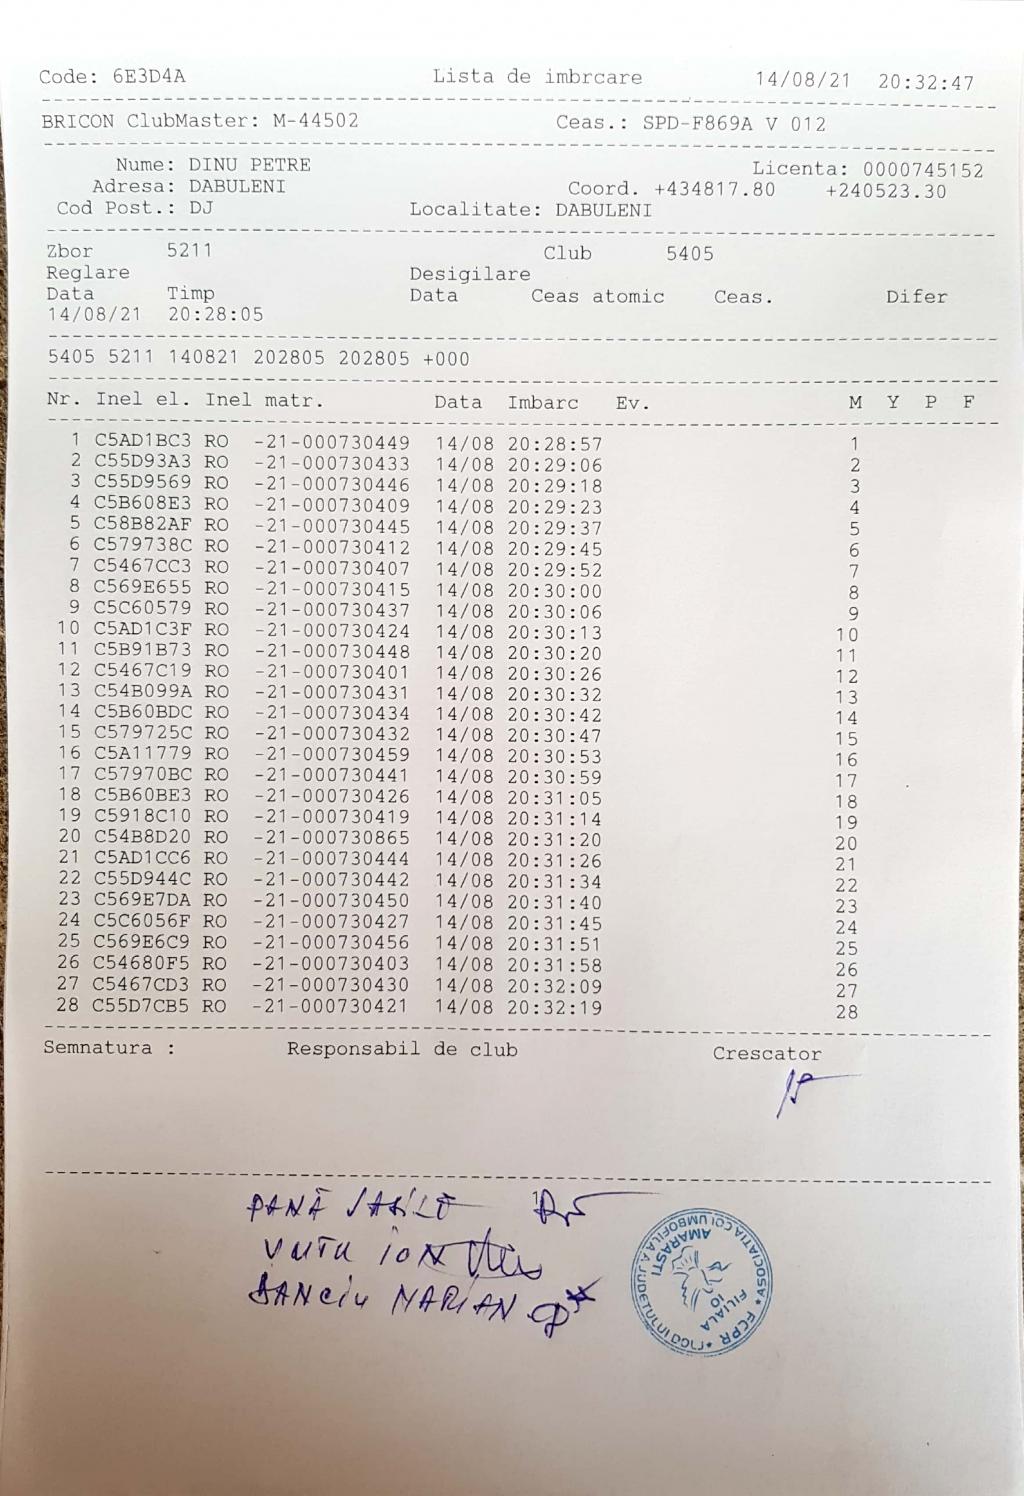 Code: 6E3D4A Lista de imbrcare 14/08/21 20:32:47
BRICON ClubMaster: M-44502 Ceas.: SPD-F869A V 012
Nume: DINU PETRE Licenta: 0000745152
Adresa: DABULENI Coord. +434817.80 +240523.30
Cod Post.: DJ Localitate: DABULENI
Zbor 5211 Club 5405
Reglare Desigilare
Data Timp Data Ceas atomic Ceas. Difer
14/08/21 20:28:05
5405 5211 140821 202805 202805 +000
Nr. Inel el. Inel matr. Data Imbarc Ev. M Y P F
1 C5AD1BC3 RO -21-000730449 14/08 20:28:57 1
2 C55D93A3 RO -21-000730433 14/08 20:29:06 2
3 C55D9569 RO -21-000730446 14/08 20:29:18 3
4 C5B608E3 RO -21-000730409 14/08 20:29:23 4
5 C58B82AF RO -21-000730445 14/08 20:29:37 5
6 C579738C RO -21-000730412 14/08 20:29:45 6
7 C5467CC3 RO -21-000730407 14/08 20:29:52 7
8 C569E655 RO -21-000730415 14/08 20:30:00 8
9 C5C60579 RO -21-000730437 14/08 20:30:06 9
10 C5AD1C3F RO -21-000730424 14/08 20:30:13 10
11 C5B91B73 RO -21-000730448 14/08 20:30:20 11
12 C5467C19 RO -21-000730401 14/08 20:30:26 12
13 C54B099A RO -21-000730431 14/08 20:30:32 13
14 C5B60BDC RO -21-000730434 14/08 20:30:42 14
15 C579725C RO -21-000730432 14/08 20:30:47 15
16 C5A11779 RO -21-000730459 14/08 20:30:53 16
17 C57970BC RO -21-000730441 14/08 20:30:59 17
18 C5B60BE3 RO -21-000730426 14/08 20:31:05 18
19 C5918C10 RO -21-000730419 14/08 20:31:14 19
20 C54B8D20 RO -21-000730865 14/08 20:31:20 20
21 C5AD1CC6 RO -21-000730444 14/08 20:31:26 21
22 C55D944C RO -21-000730442 14/08 20:31:34 22
23 C569E7DA RO -21-000730450 14/08 20:31:40 23
24 C5C6056F RO -21-000730427 14/08 20:31:45 24
25 C569E6C9 RO -21-000730456 14/08 20:31:51 25
26 C54680F5 RO -21-000730403 14/08 20:31:58 26
27 C5467CD3 RO -21-000730430 14/08 20:32:09 27
28 C55D7CB5 RO -21-000730421 14/08 20:32:19 28
Semnatura : Responsabil de club Crescator
PANĂ VASILE
VUTU ION
BANCIU MARIAN
ASOCIATIA COLUMBOFILA A JUDETULUI DOLJ * FCPR *
FILIALA 10
AMARASTI